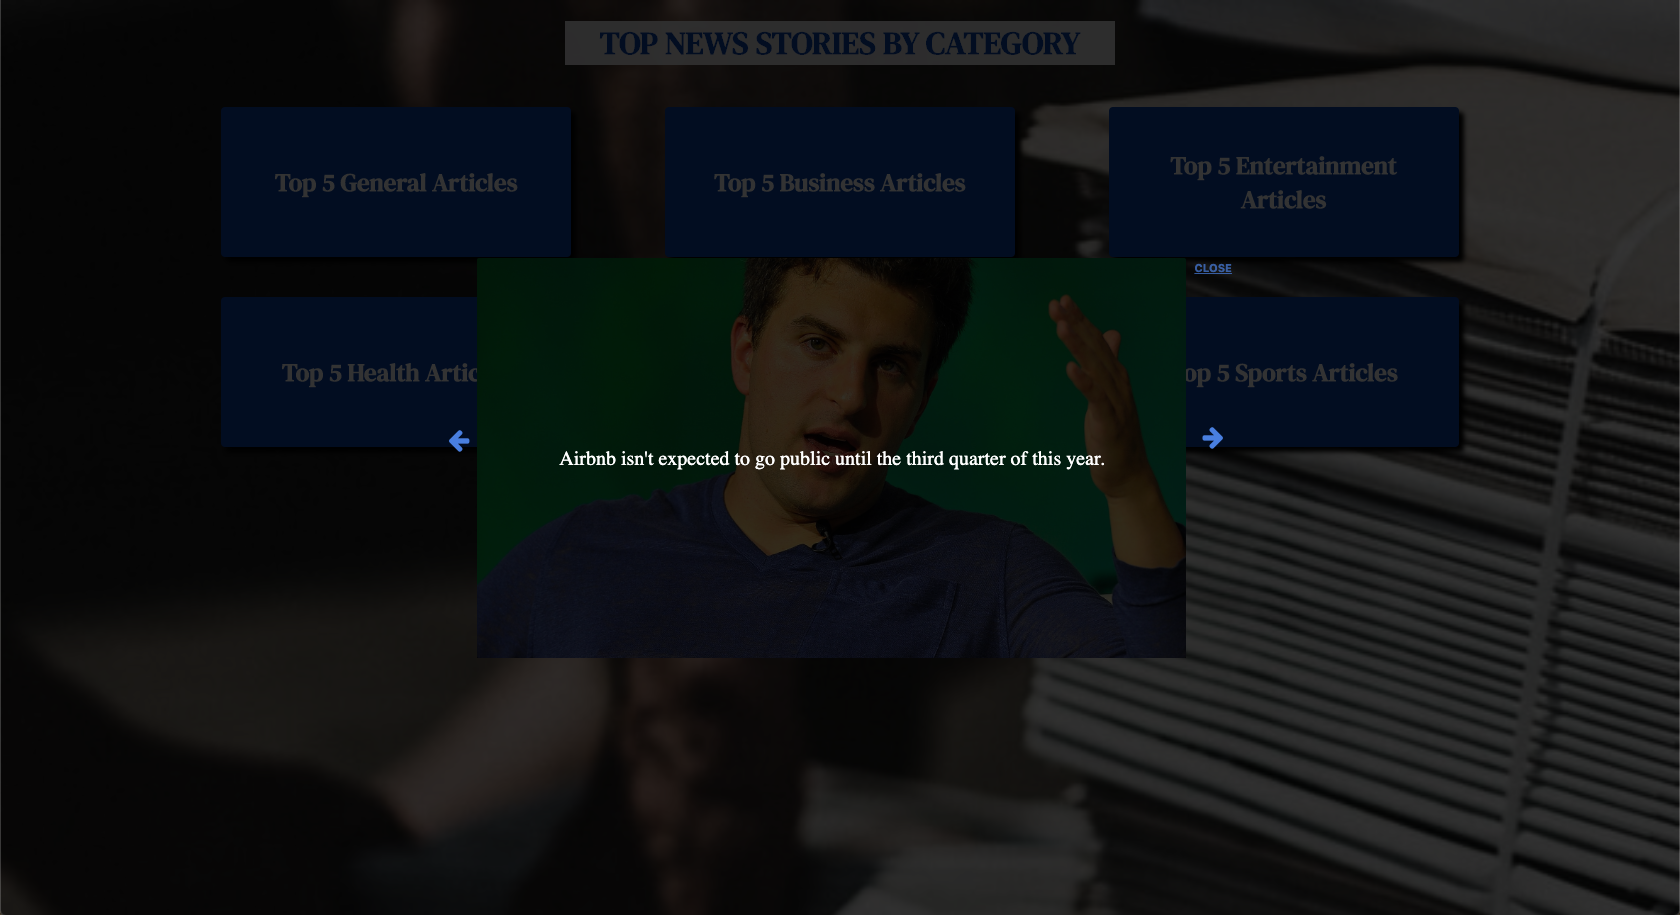 TOP NEWS STORIES BY CATEGORY
Top 5 General Articles
Top 5 Business Articles
Top 5 Entertainment
Articles
CLOSE
Top 5 Health Artic
op 5 Sports Articles
Airbnb isn't expected to go public until the third quarter of this year.